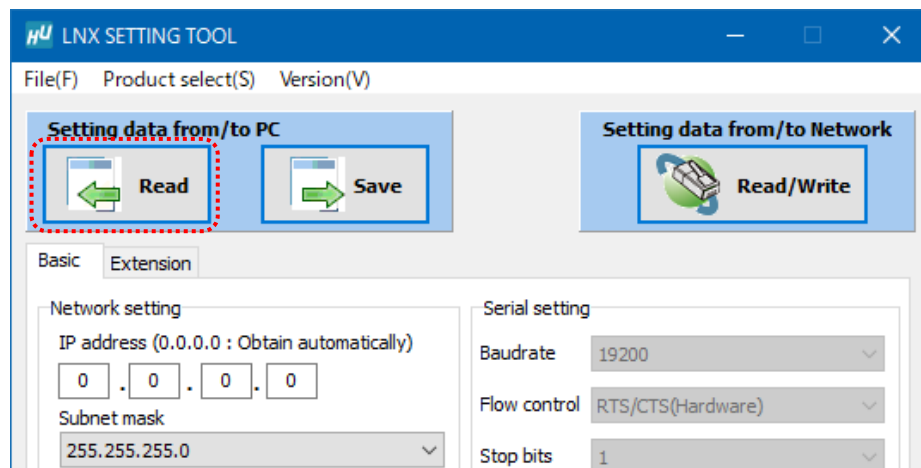 HU LNX SETTING TOOL
File(F) Product select(S) Version(V)
Setting data from/to PC
Read
Save
Setting data from/to Network
Read/Write
Basic
Extension
Network setting
IP address (0.0.0.0 : Obtain automatically)
0 . 0 . 0 . 0
Subnet mask
255.255.255.0
Serial setting
Baudrate 19200
Flow control RTS/CTS(Hardware)
Stop bits 1